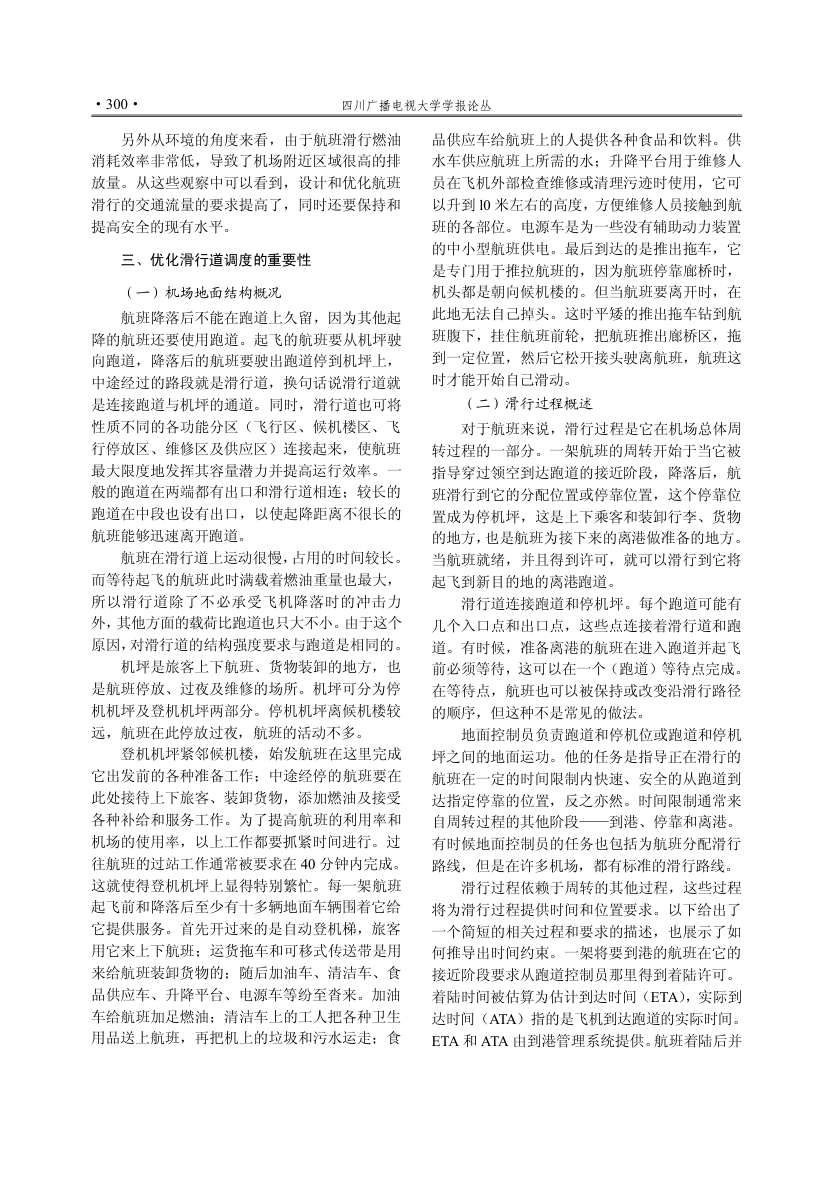 ·300·
四川广播电视大学学报论丛
另外从环境的角度来看，由于航班滑行燃油
消耗效率非常低，导致了机场附近区域很高的排
放量。从这些观察中可以看到，设计和优化航班
滑行的交通流量的要求提高了，同时还要保持和
提高安全的现有水平。
三、优化滑行道调度的重要性
（一）机场地面结构概况
航班降落后不能在跑道上久留，因为其他起
降的航班还要使用跑道。起飞的航班要从机坪驶
向跑道，降落后的航班要驶出跑道停到机坪上，
中途经过的路段就是滑行道，换句话说滑行道就
是连接跑道与机坪的通道。同时，滑行道也可将
性质不同的各功能分区（飞行区、候机楼区、飞
行停放区、维修区及供应区）连接起来，使航班
最大限度地发挥其容量潜力并提高运行效率。一
般的跑道在两端都有出口和滑行道相连；较长的
跑道在中段也设有出口，以使起降距离不很长的
航班能够迅速离开跑道。
航班在滑行道上运动很慢，占用的时间较长。
而等待起飞的航班此时满载着燃油重量也最大，
所以滑行道除了不必承受飞机降落时的冲击力
外，其他方面的荷载比跑道也只大不小。由于这个
原因，对滑行道的结构强度要求与跑道是相同的。
机坪是旅客上下航班、货物装卸的地方，也
是航班停放、过夜及维修的场所。机坪可分为停
机机坪及登机机坪两部分。停机机坪离候机楼较
远，航班在此停放过夜，航班的活动不多。
登机机坪紧邻候机楼，始发航班在这里完成
它出发前的各种准备工作；中途经停的航班要在
此处接待上下旅客、装卸货物，添加燃油及接受
各种补给和服务工作。为了提高航班的利用率和
机场的使用率，以上工作都要抓紧时间进行。过
往航班的过站工作通常被要求在 40 分钟内完成。
这就使得登机机坪上显得特别繁忙。每一架航班
起飞前和降落后至少有十多辆地面车辆围着它给
它提供服务。首先开过来的是自动登机梯，旅客
用它来上下航班；运货拖车和可移式传送带是用
来给航班装卸货物的；随后加油车、清洁车、食
品供应车、升降平台、电源车等纷至沓来。加油
车给航班加足燃油；清洁车上的工人把各种卫生
用品送上航班，再把机上的垃圾和污水运走；食
品供应车给航班上的人提供各种食品和饮料。供
水车供应航班上所需的水；升降平台用于维修人
员在飞机外部检查维修或清理污迹时使用，它可
以升到 l0 米左右的高度，方便维修人员接触到航
班的各部位。电源车是为一些没有辅助动力装置
的中小型航班供电。最后到达的是推出拖车，它
是专门用于推拉航班的，因为航班停靠廊桥时，
机头都是朝向候机楼的。但当航班要离开时，在
此地无法自己掉头。这时平矮的推出拖车钻到航
班腹下，挂住航班前轮，把航班推出廊桥区，拖
到一定位置，然后它松开接头驶离航班，航班这
时才能开始自己滑动。
（二）滑行过程概述
对于航班来说，滑行过程是它在机场总体周
转过程的一部分。一架航班的周转开始于当它被
指导穿过领空到达跑道的接近阶段，降落后，航
班滑行到它的分配位置或停靠位置，这个停靠位
置成为停机坪，这是上下乘客和装卸行李、货物
的地方，也是航班为接下来的离港做准备的地方。
当航班就绪，并且得到许可，就可以滑行到它将
起飞到新目的地的离港跑道。
滑行道连接跑道和停机坪。每个跑道可能有
几个入口点和出口点，这些点连接着滑行道和跑
道。有时候，准备离港的航班在进入跑道并起飞
前必须等待，这可以在一个（跑道）等待点完成。
在等待点，航班也可以被保持或改变沿滑行路径
的顺序，但这种不是常见的做法。
地面控制员负责跑道和停机位或跑道和停机
坪之间的地面运功。他的任务是指导正在滑行的
航班在一定的时间限制内快速、安全的从跑道到
达指定停靠的位置，反之亦然。时间限制通常来
自周转过程的其他阶段——到港、停靠和离港。
有时候地面控制员的任务也包括为航班分配滑行
路线，但是在许多机场，都有标准的滑行路线。
滑行过程依赖于周转的其他过程，这些过程
将为滑行过程提供时间和位置要求。以下给出了
一个简短的相关过程和要求的描述，也展示了如
何推导出时间约束。一架将要到港的航班在它的
接近阶段要求从跑道控制员那里得到着陆许可。
着陆时间被估算为估计到达时间（ETA），实际到
达时间（ATA）指的是飞机到达跑道的实际时间。
ETA 和 ATA 由到港管理系统提供。航班着陆后并